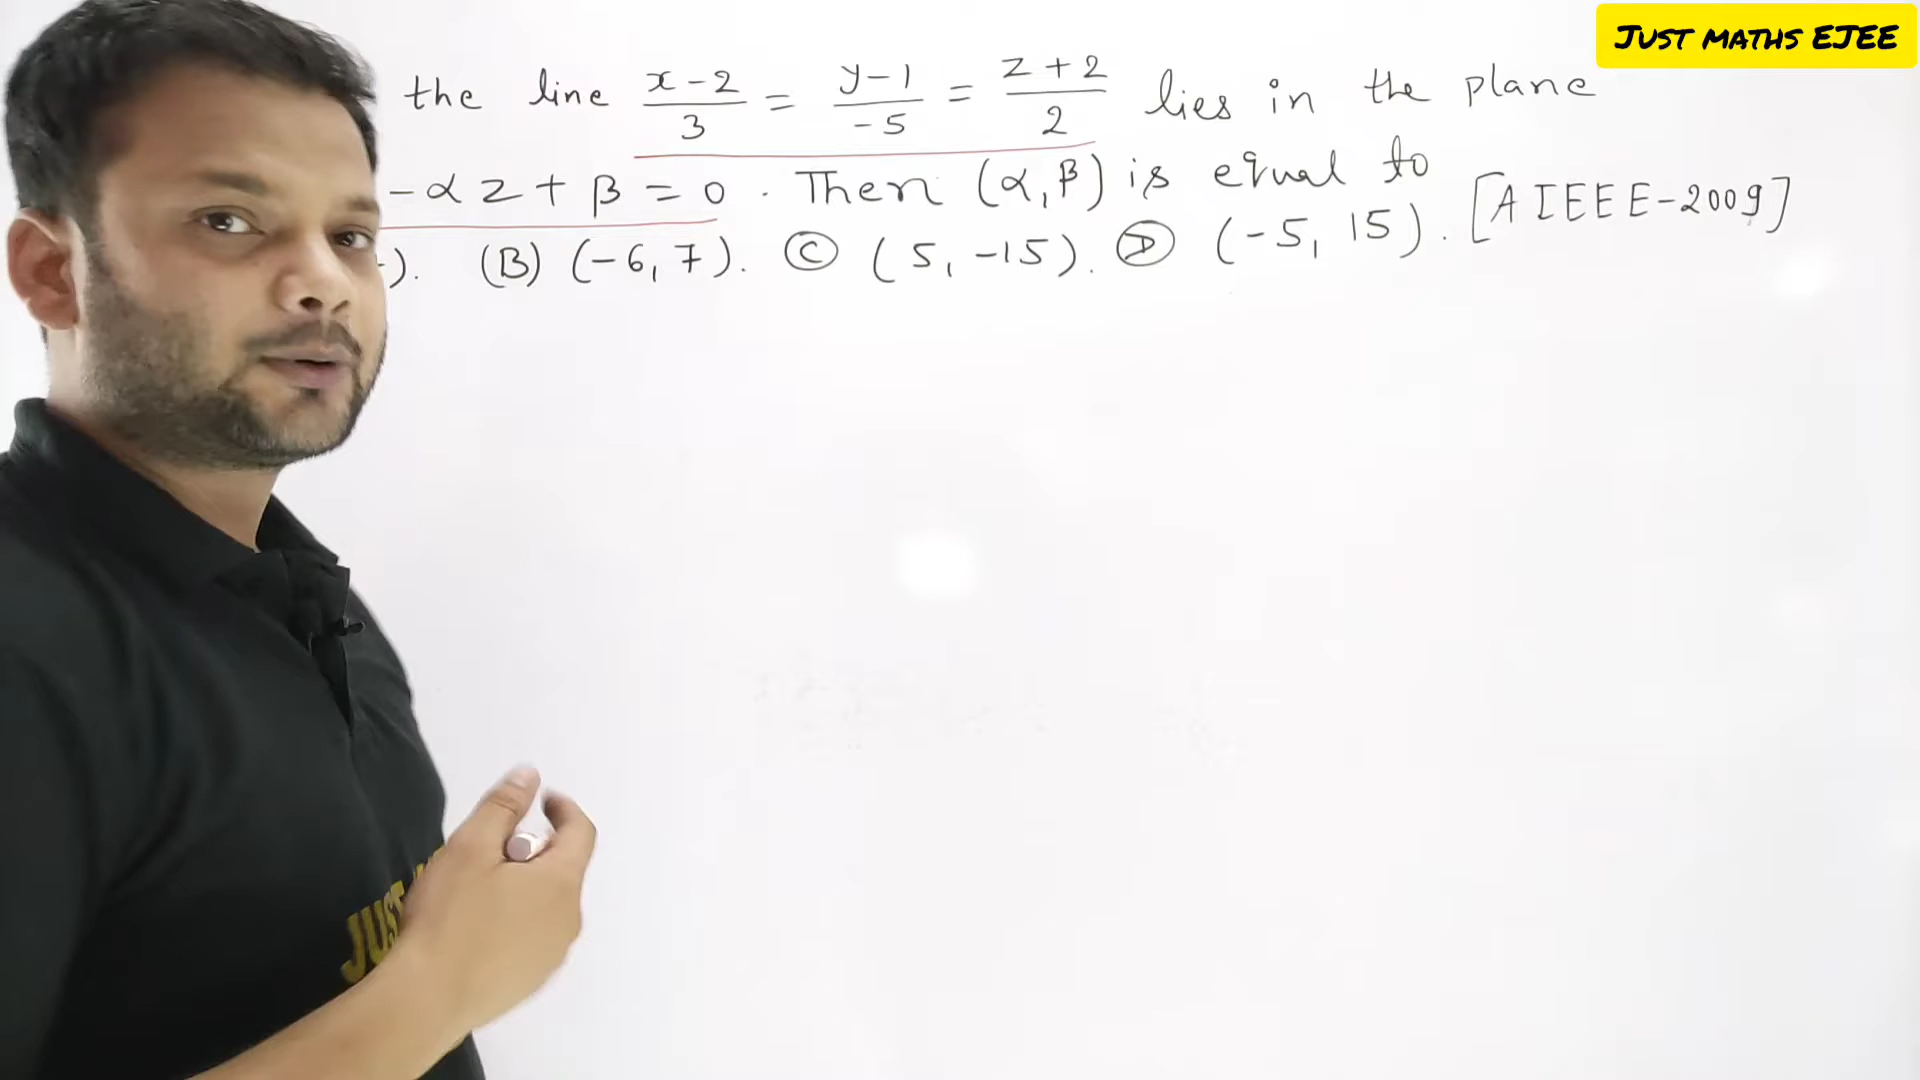 JUST MATHS EJEE
the line (x-2)/3 = (y-1)/-5 = (z+2)/2 lies in the plane
-αz+β=0. Then (α,β) is equal to
). (B) (-6,7). (C) (5,-15). (D) (-5,15). [AIEEE-2009]
JUST